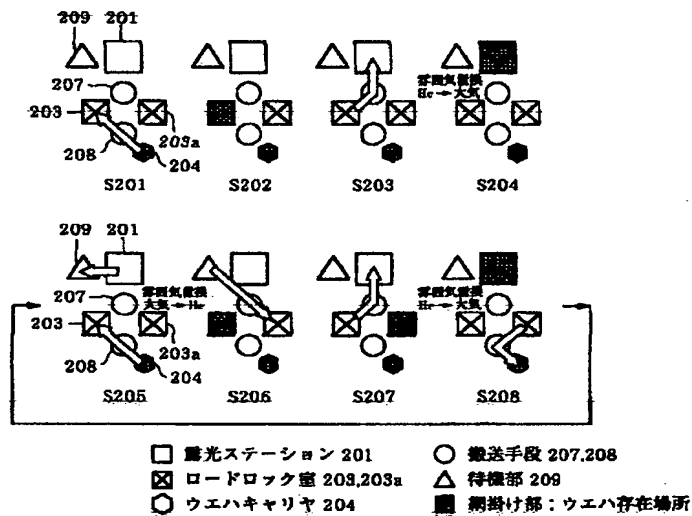 209 201
207
203
208
203a
204
S201 S202 S203 S204
雰囲気置換
He→大気
209 201
207
203
208
203a
204
雰囲気置換
大気→He
雰囲気置換
He→大気
S205 S206 S207 S208
露光ステーション 201
搬送手段 207,208
ロードロック室 203,203a
待機部 209
ウエハキャリヤ 204
網掛け部：ウエハ存在場所